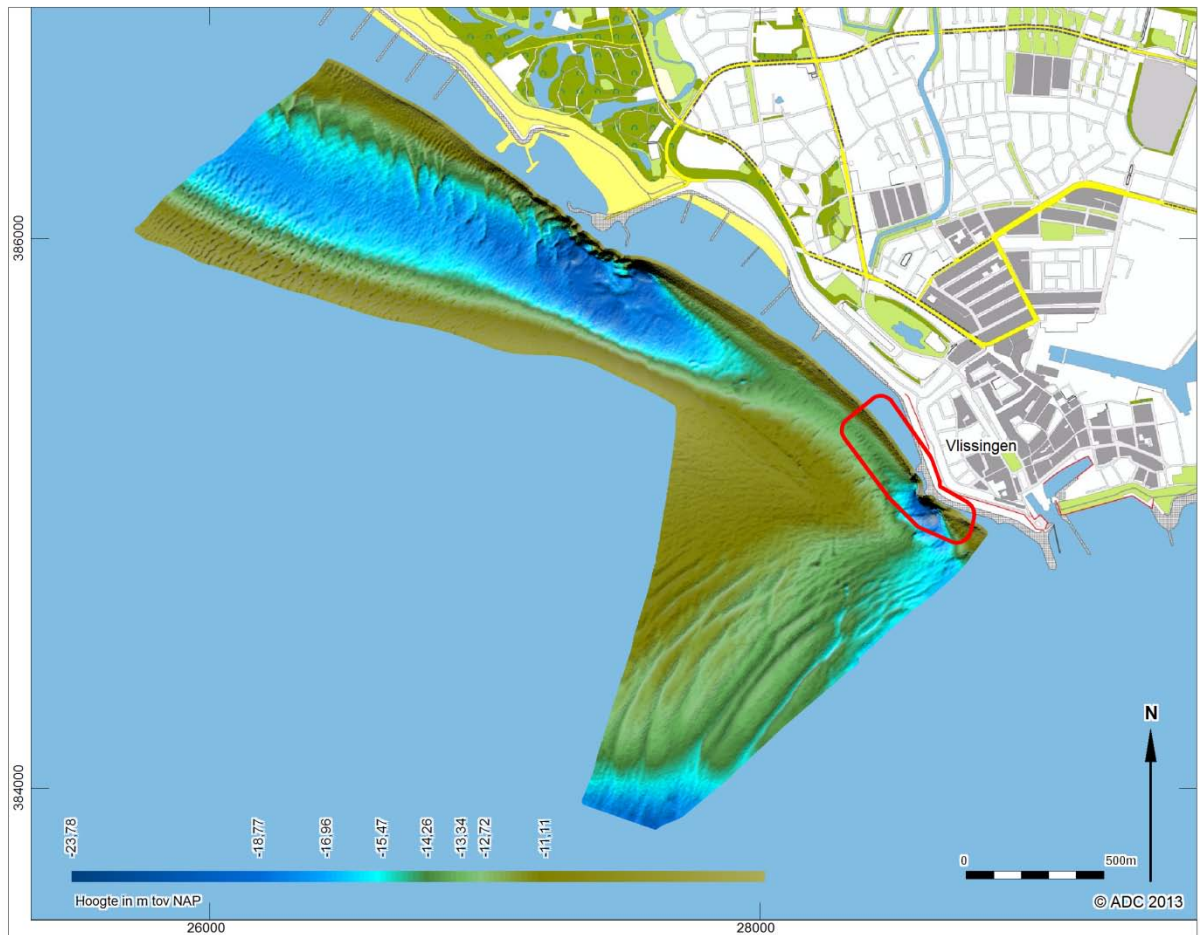 386000
Vlissingen
384000
N
-23,78
-18,77
-16,96
-15,47
-14,26
-13,34
-12,72
-11,11
Hoogte in m tov NAP
0
500m
© ADC 2013
26000
28000